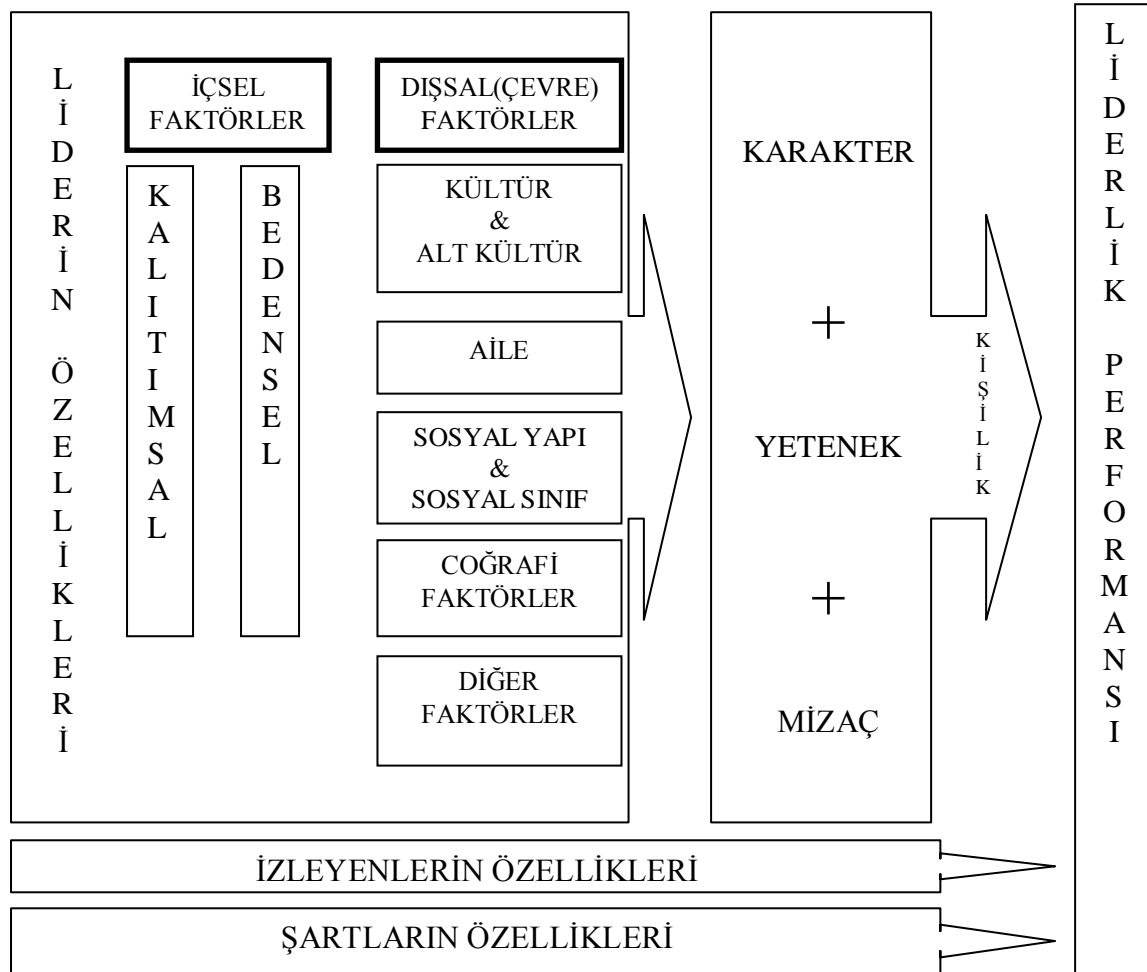 LİDERİN ÖZELLİKLERİ
İÇSEL
FAKTÖRLER
KALITIMSAL
BEDENSEL
DIŞSAL(ÇEVRE)
FAKTÖRLER
KÜLTÜR
&
ALT KÜLTÜR
AİLE
SOSYAL YAPI
&
SOSYAL SINIF
COĞRAFİ
FAKTÖRLER
DİĞER
FAKTÖRLER
KARAKTER
+
YETENEK
+
MİZAÇ
KİŞİLİK
LİDERLİK PERFORMANSI
İZLEYENLERİN ÖZELLİKLERİ
ŞARTLARIN ÖZELLİKLERİ